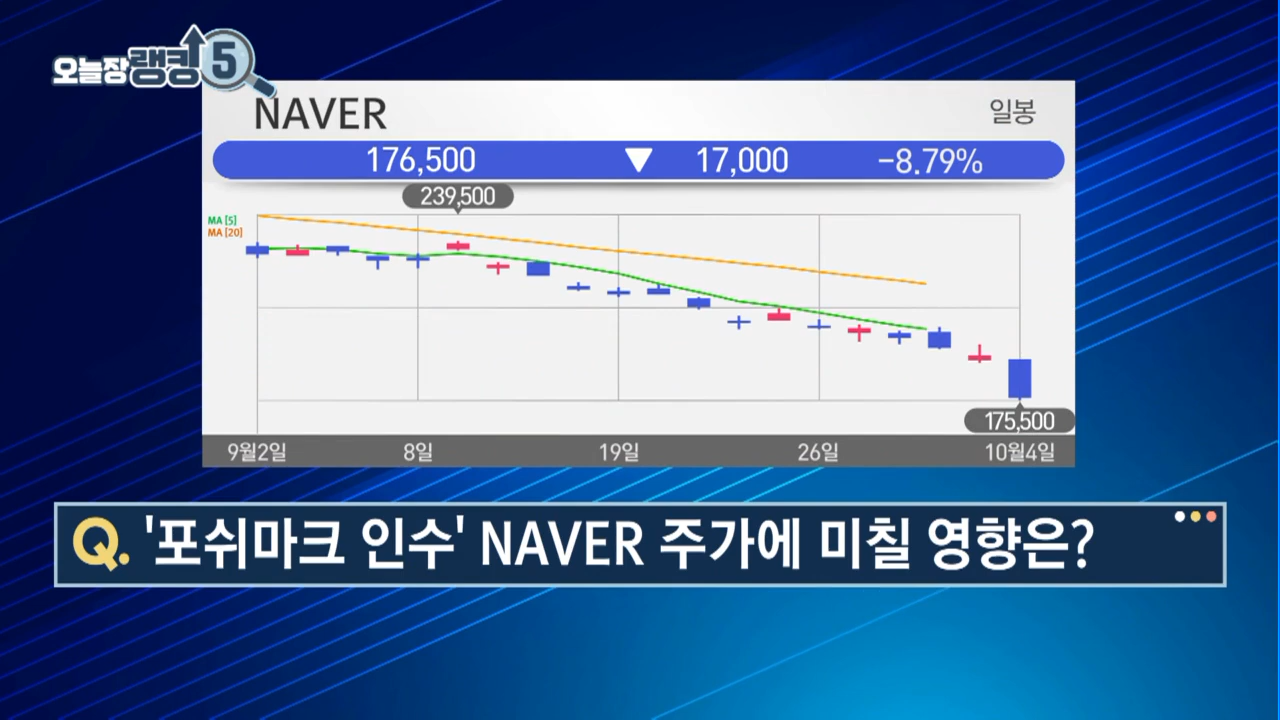 오늘장랭킹5
NAVER
일봉
176,500 ▼ 17,000 -8.79%
239,500
MA [5]
MA [20]
175,500
9월2일 8일 19일 26일 10월4일
Q. '포쉬마크 인수' NAVER 주가에 미칠 영향은?